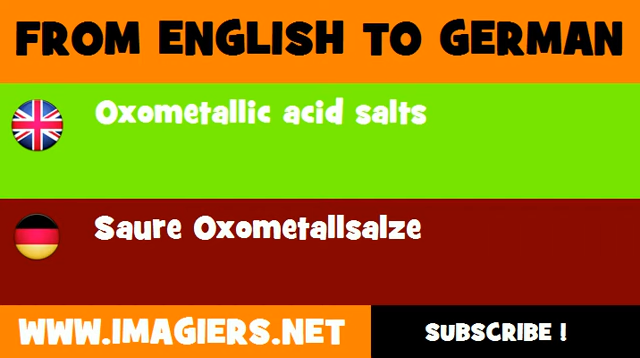 FROM ENGLISH TO GERMAN
Oxometallic acid salts
Saure Oxometallsalze
WWW.IMAGIERS.NET
SUBSCRIBE !